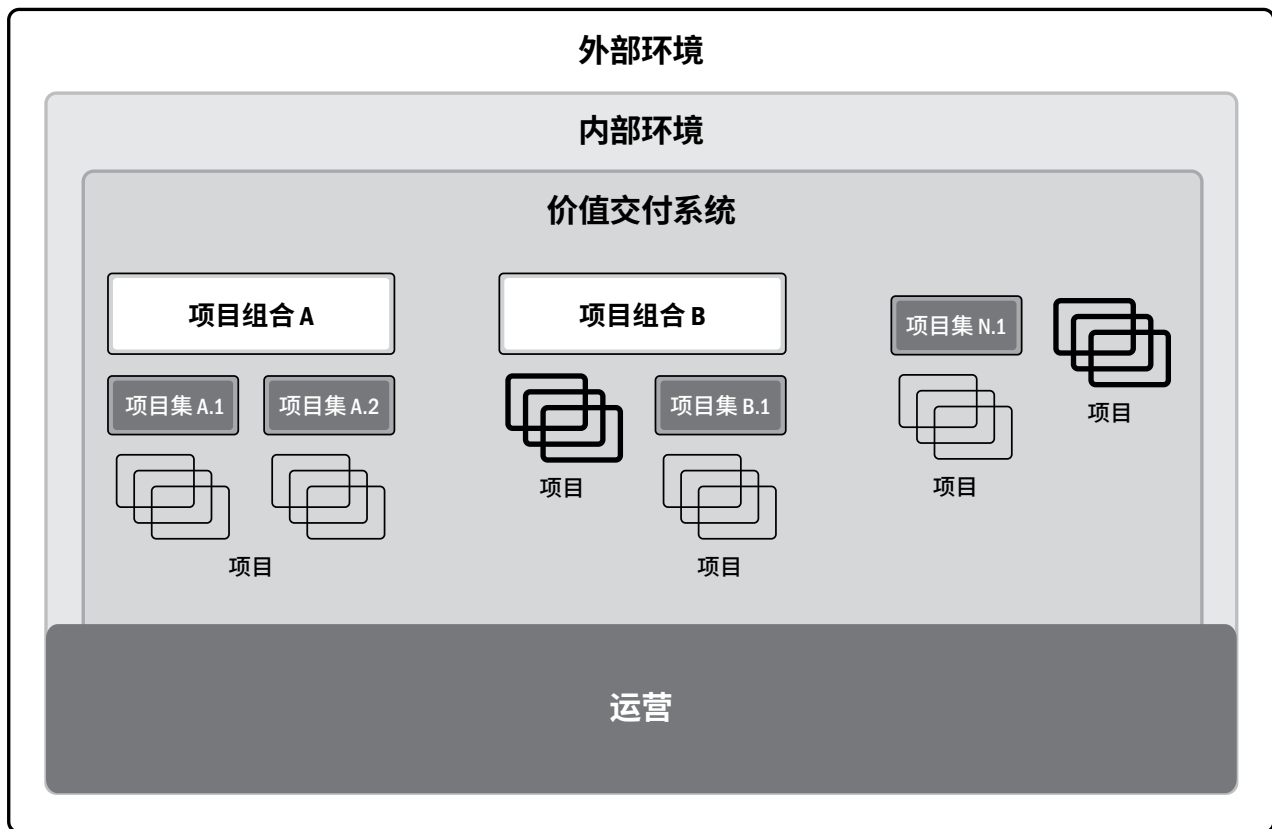 外部环境
内部环境
价值交付系统
项目组合 A
项目集 A.1
项目集 A.2
项目
项目组合 B
项目
项目集 B.1
项目
项目集 N.1
项目
项目
运营